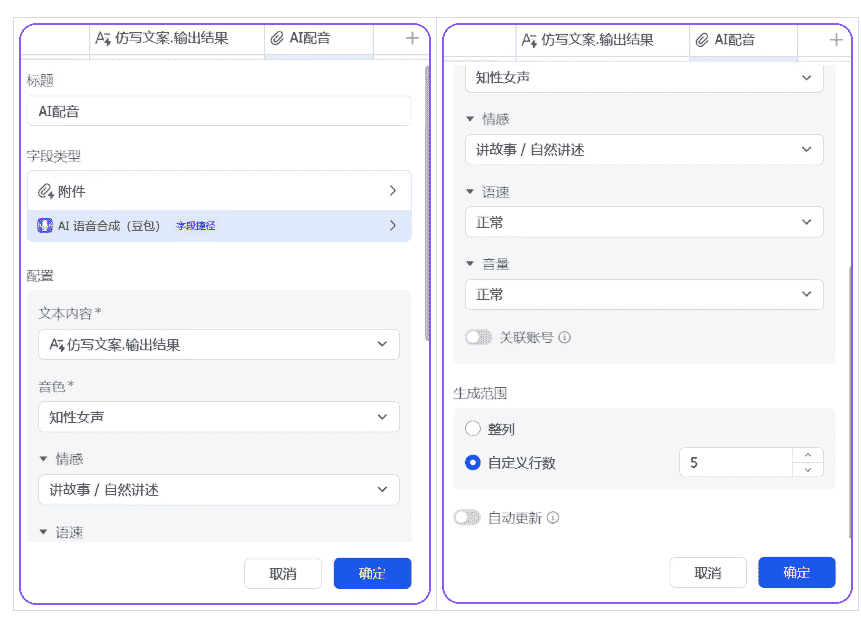 仿写文案.输出结果
AI配音
标题
AI配音
字段类型
附件
AI 语音合成（豆包） 字段捷径
配置
文本内容*
仿写文案.输出结果
音色*
知性女声
情感
讲故事 / 自然讲述
语速
取消
确定
仿写文案.输出结果
AI配音
知性女声
情感
讲故事 / 自然讲述
语速
正常
音量
正常
关联账号
生成范围
整列
自定义行数
5
自动更新
取消
确定